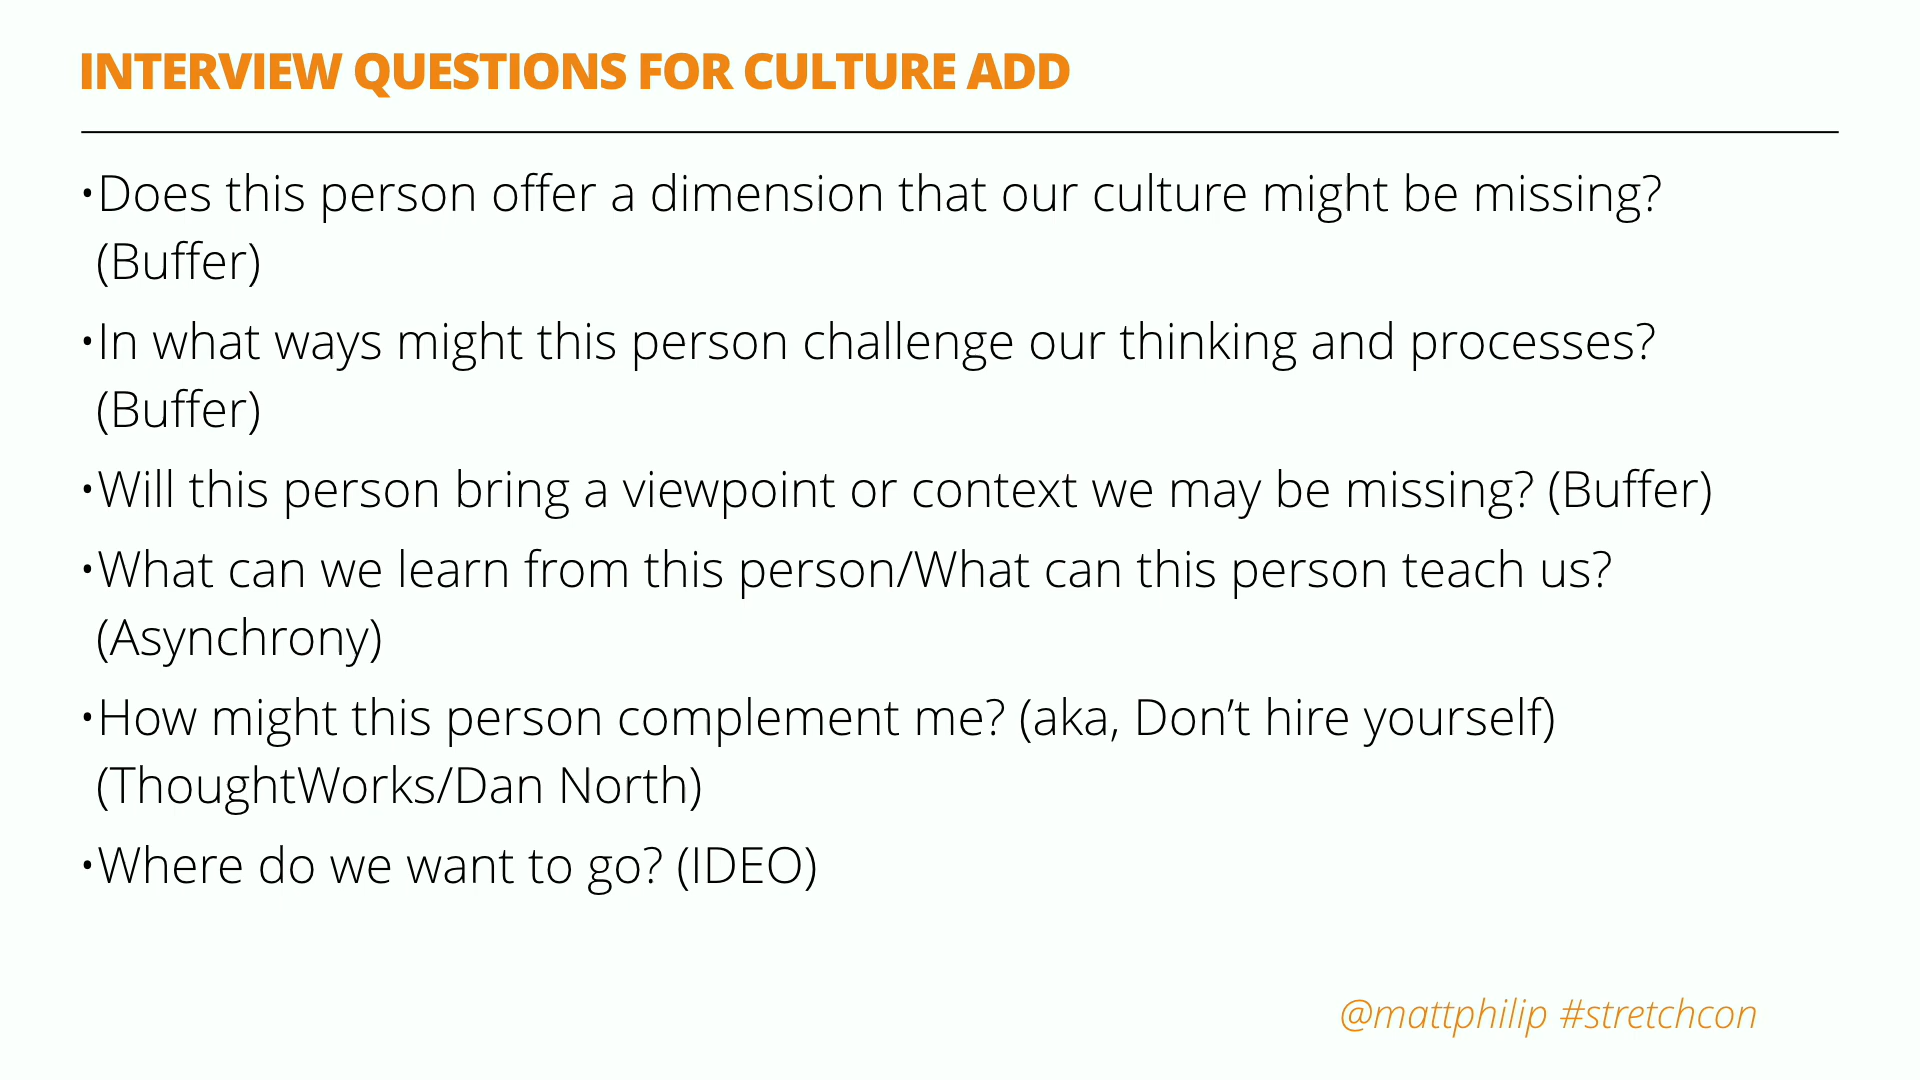 INTERVIEW QUESTIONS FOR CULTURE ADD
•Does this person offer a dimension that our culture might be missing?
(Buffer)
•In what ways might this person challenge our thinking and processes?
(Buffer)
•Will this person bring a viewpoint or context we may be missing? (Buffer)
•What can we learn from this person/What can this person teach us?
(Asynchrony)
•How might this person complement me? (aka, Don’t hire yourself)
(ThoughtWorks/Dan North)
•Where do we want to go? (IDEO)
@mattphilip #stretchcon